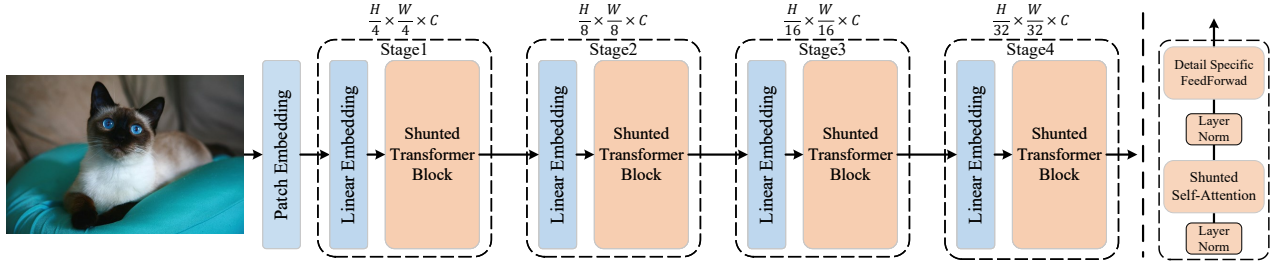 H/4 × W/4 × C
H/8 × W/8 × C
H/16 × W/16 × C
H/32 × W/32 × C
Patch Embedding
Stage1
Linear Embedding
Shunted
Transformer
Block
Stage2
Linear Embedding
Shunted
Transformer
Block
Stage3
Linear Embedding
Shunted
Transformer
Block
Stage4
Linear Embedding
Shunted
Transformer
Block
Detail Specific
FeedForwad
Layer
Norm
Shunted
Self-Attention
Layer
Norm